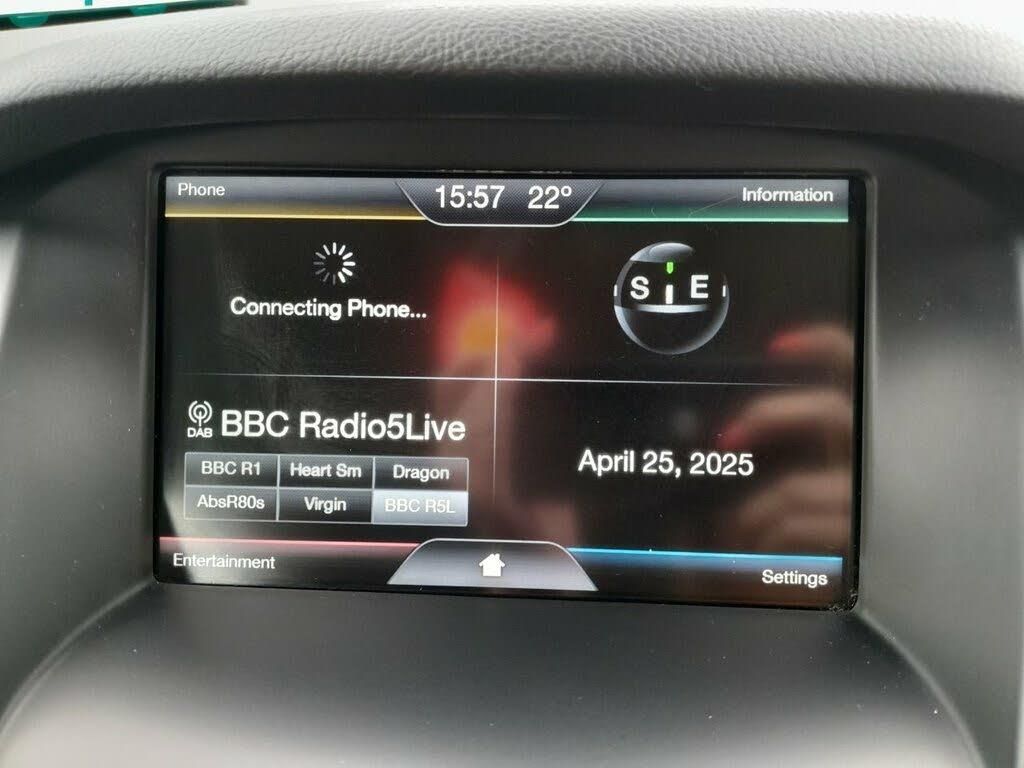 Phone
15:57 22°
Information
Connecting Phone...
S E
DAB
BBC Radio5Live
BBC R1 Heart Sm Dragon
AbsR80s Virgin BBC R5L
April 25, 2025
Entertainment
Settings